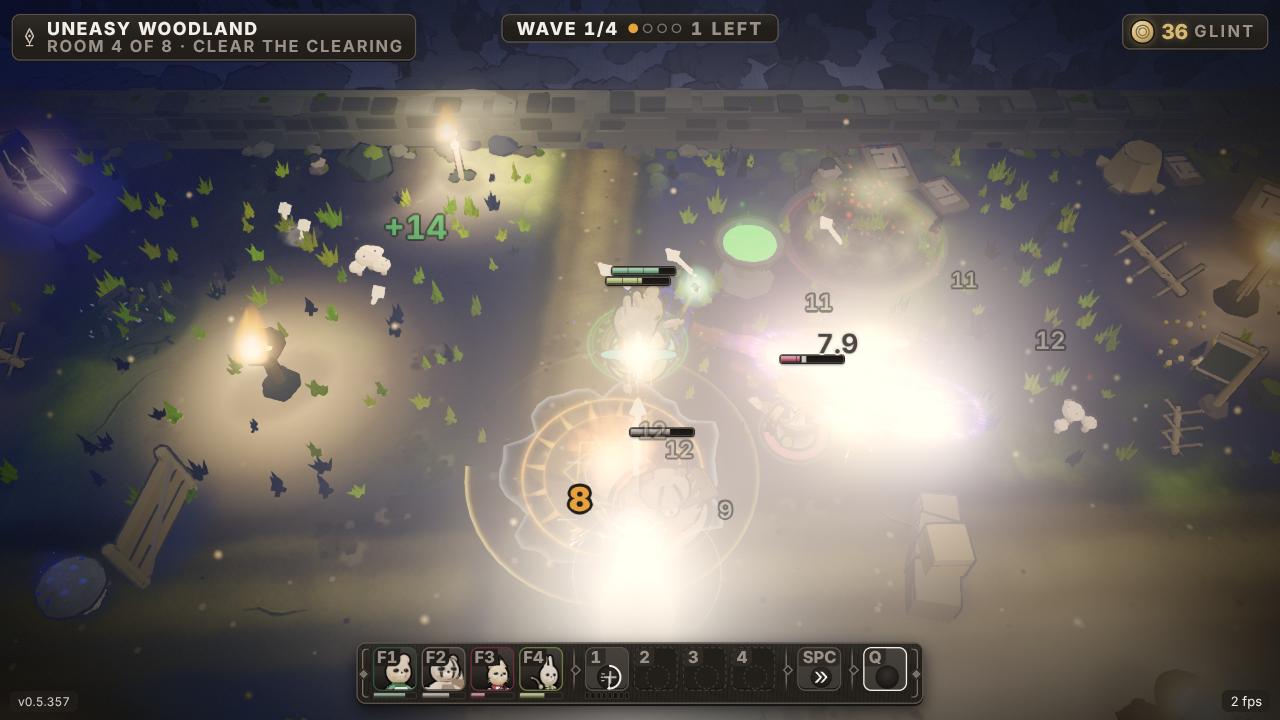 UNEASY WOODLAND
ROOM 4 OF 8 · CLEAR THE CLEARING
WAVE 1/4 1 LEFT
36 GLINT
+14
11
11
7.9
12
12
12
8
9
F1 F2 F3 F4 1 2 3 4 SPC Q
v0.5.357
2 fps